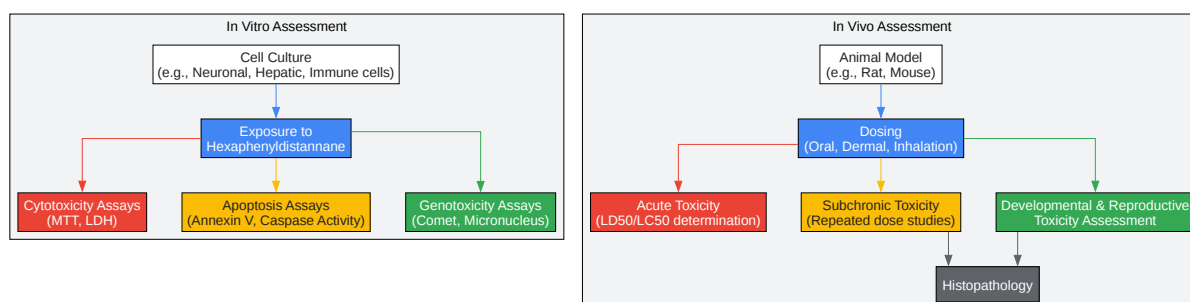 In Vitro Assessment
Cell Culture
(e.g., Neuronal, Hepatic, Immune cells)
Exposure to
Hexaphenyldistannane
Cytotoxicity Assays
(MTT, LDH)
Apoptosis Assays
(Annexin V, Caspase Activity)
Genotoxicity Assays
(Comet, Micronucleus)
In Vivo Assessment
Animal Model
(e.g., Rat, Mouse)
Dosing
(Oral, Dermal, Inhalation)
Acute Toxicity
(LD50/LC50 determination)
Subchronic Toxicity
(Repeated dose studies)
Developmental & Reproductive
Toxicity Assessment
Histopathology